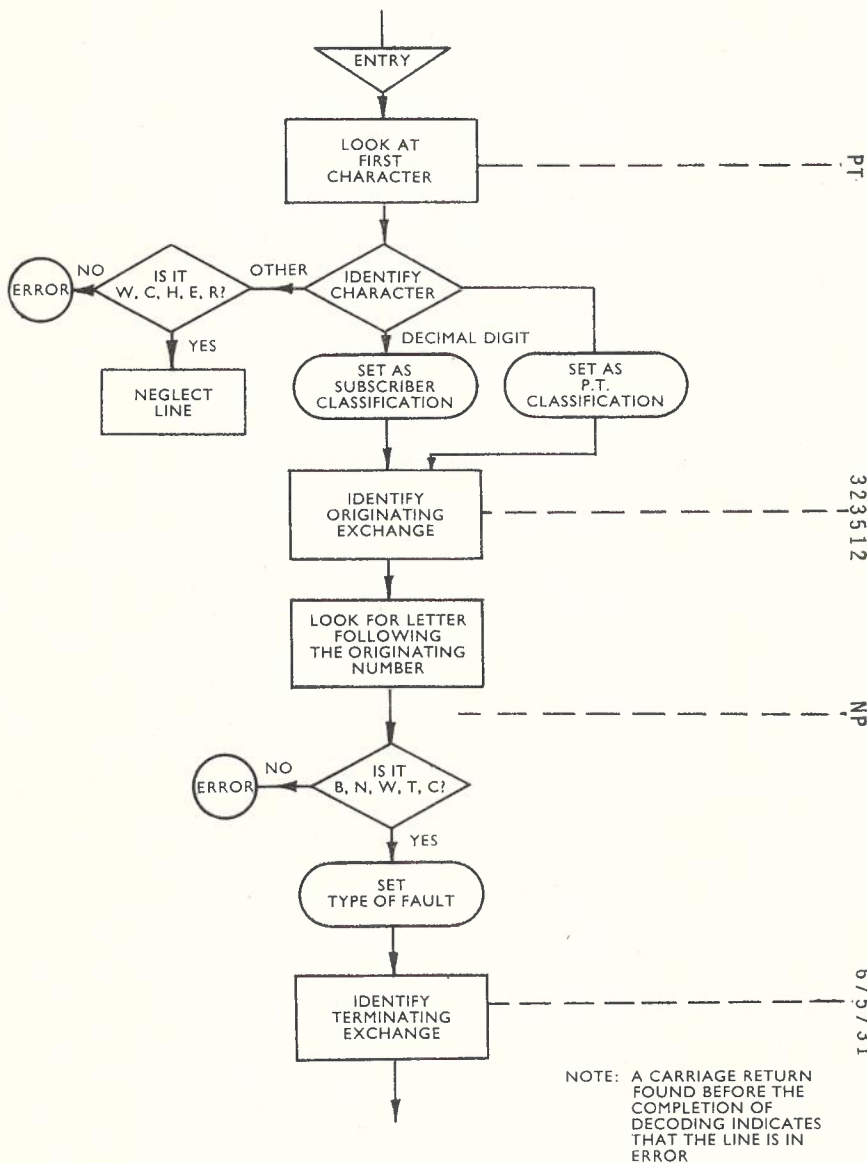 ENTRY
LOOK AT
FIRST
CHARACTER
PT
ERROR
NO
IS IT
W, C, H, E, R?
OTHER
IDENTIFY
CHARACTER
YES
DECIMAL DIGIT
NEGLECT
LINE
SET AS
SUBSCRIBER
CLASSIFICATION
SET AS
P.T.
CLASSIFICATION
IDENTIFY
ORIGINATING
EXCHANGE
323512
LOOK FOR LETTER
FOLLOWING
THE ORIGINATING
NUMBER
NP
ERROR
NO
IS IT
B, N, W, T, C?
YES
SET
TYPE OF FAULT
IDENTIFY
TERMINATING
EXCHANGE
675731
NOTE: A CARRIAGE RETURN
FOUND BEFORE THE
COMPLETION OF
DECODING INDICATES
THAT THE LINE IS IN
ERROR